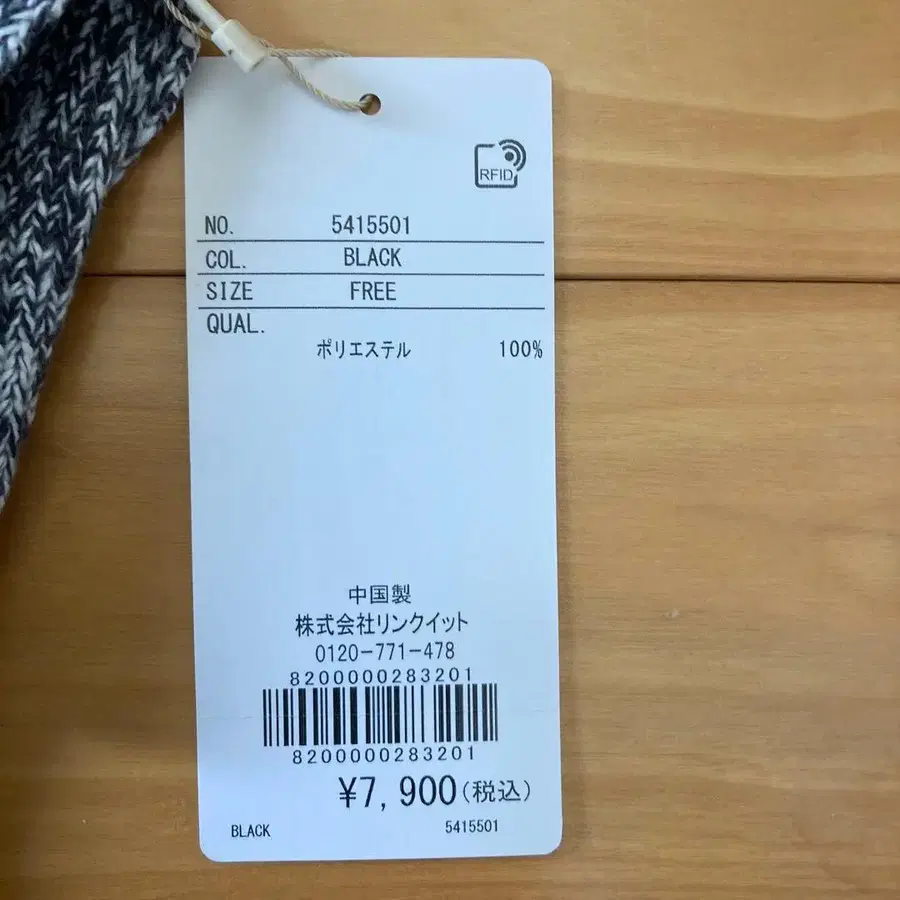 RFID
NO. 5415501
COL. BLACK
SIZE FREE
QUAL.
ポリエステル 100%
中国製
株式会社リンクイット
0120-771-478
8200000283201
8200000283201
¥7,900(税込)
BLACK 5415501